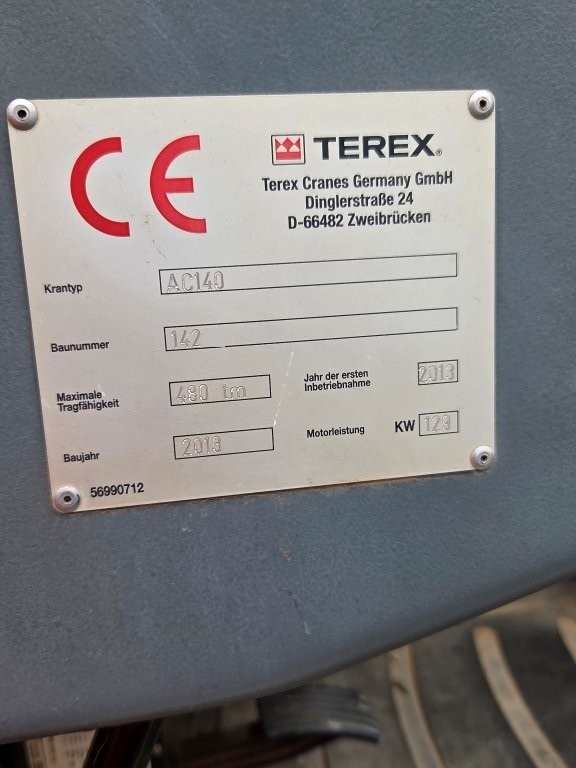 CE
TEREX®
Terex Cranes Germany GmbH
Dinglerstraße 24
D-66482 Zweibrücken
Krantyp AC140
Baunummer 142
Maximale
Tragfähigkeit 480 tm
Jahr der ersten
Inbetriebnahme 2013
Baujahr 2013
Motorleistung KW 129
56990712